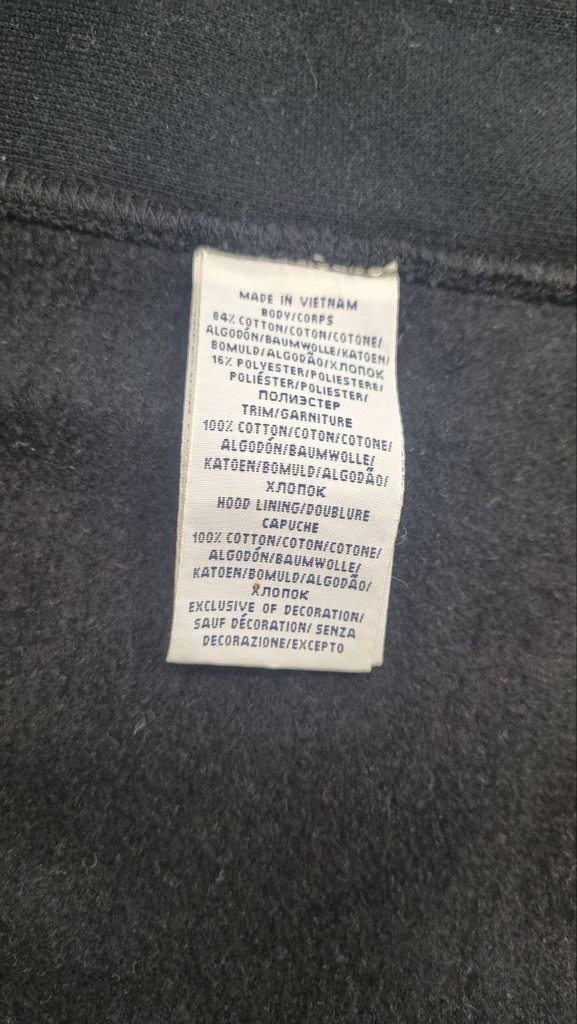 MADE IN VIETNAM
BODY/CORPS
84% COTTON/COTON/COTONE/
ALGODÓN/BAUMWOLLE/KATOEN/
BOMULD/ALGODÃO/ХЛОПОК
16% POLYESTER/POLIESTERE/
POLIÉSTER/POLIESTER/
ПОЛИЭСТЕР
TRIM/GARNITURE
100% COTTON/COTON/COTONE/
ALGODÓN/BAUMWOLLE/
KATOEN/BOMULD/ALGODÃO/
ХЛОПОК
HOOD LINING/DOUBLURE
CAPUCHE
100% COTTON/COTON/COTONE/
ALGODÓN/BAUMWOLLE/
KATOEN/BOMULD/ALGODÃO/
ХЛОПОК
EXCLUSIVE OF DECORATION/
SAUF DÉCORATION/ SENZA
DECORAZIONE/EXCEPTO